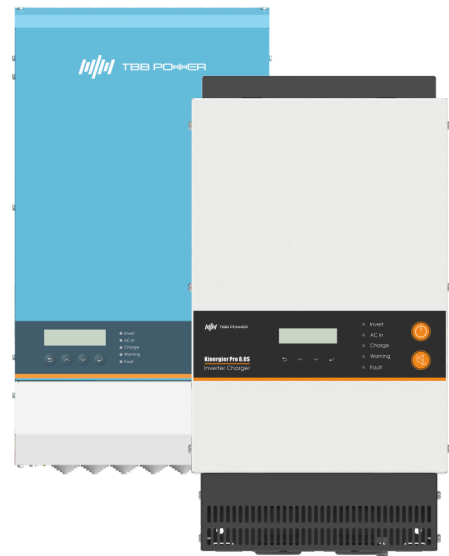 TBB POWER
Invert
AC in
Charge
Warning
Fault
TBB POWER
Kinergier Pro 8.0S
Inverter Charger
Invert
AC in
Charge
Warning
Fault